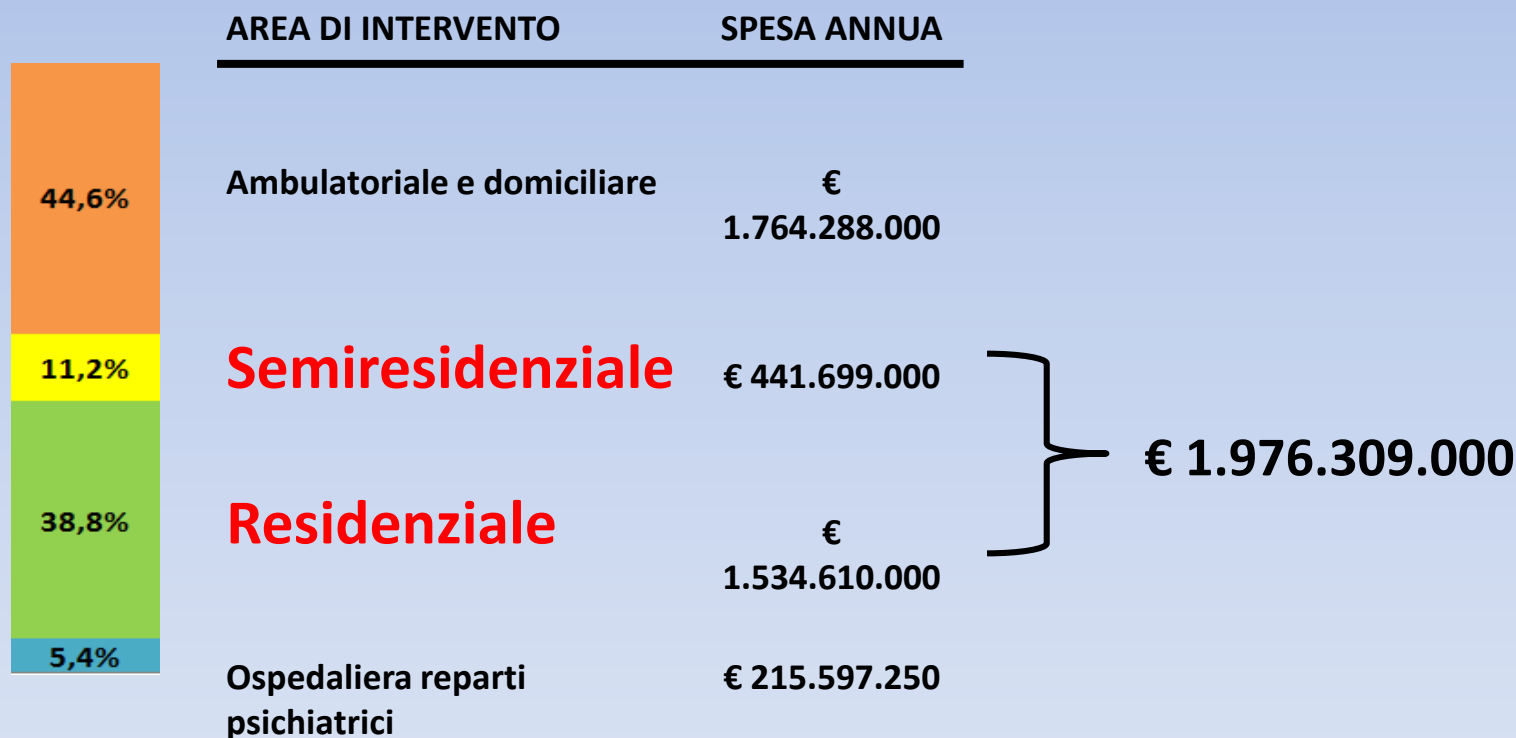 AREA DI INTERVENTO SPESA ANNUA
44,6%
Ambulatoriale e domiciliare €
1.764.288.000
11,2%
Semiresidenziale € 441.699.000
€ 1.976.309.000
38,8%
Residenziale €
1.534.610.000
5,4%
Ospedaliera reparti € 215.597.250
psichiatrici